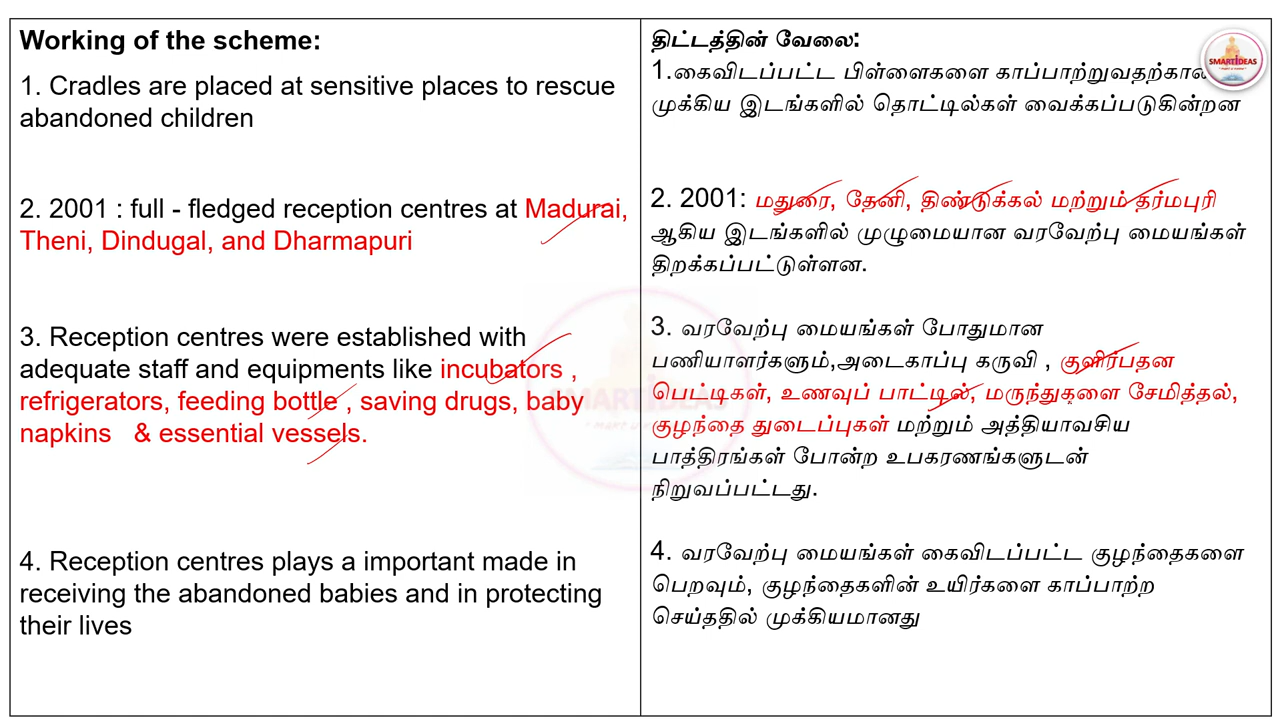 Working of the scheme:
1. Cradles are placed at sensitive places to rescue
abandoned children
2. 2001 : full - fledged reception centres at Madurai,
Theni, Dindugal, and Dharmapuri
3. Reception centres were established with
adequate staff and equipments like incubators ,
refrigerators, feeding bottle , saving drugs, baby
napkins & essential vessels.
4. Reception centres plays a important made in
receiving the abandoned babies and in protecting
their lives
திட்டத்தின் வேலை:
1.கைவிடப்பட்ட பிள்ளைகளை
முக்கிய இடங்களில் தொட்டில்கள் வைக்கப்படுகின்றன
2. 2001: மதுரை, தேனி, திண்டுக்கல் மற்றும் தர்மபுரி
ஆகிய இடங்களில் முழுமையான வரவேற்பு மையங்கள்
திறக்கப்பட்டுள்ளன.
3. வரவேற்பு மையங்கள் போதுமான
பணியாளர்களும்,அடைகாப்பு கருவி , குளிர்பதன
பெட்டிகள், உணவுப் பாட்டில், மருந்துகளை சேமித்தல்,
குழந்தை துடைப்புகள் மற்றும் அத்தியாவசிய
பாத்திரங்கள் போன்ற உபகரணங்களுடன்
நிறுவப்பட்டது.
4. வரவேற்பு மையங்கள் கைவிடப்பட்ட குழந்தைகளை
பெறவும், குழந்தைகளின் உயிர்களை காப்பாற்ற
செய்ததில் முக்கியமானது
SMARTIDEAS
SMARTIDEAS